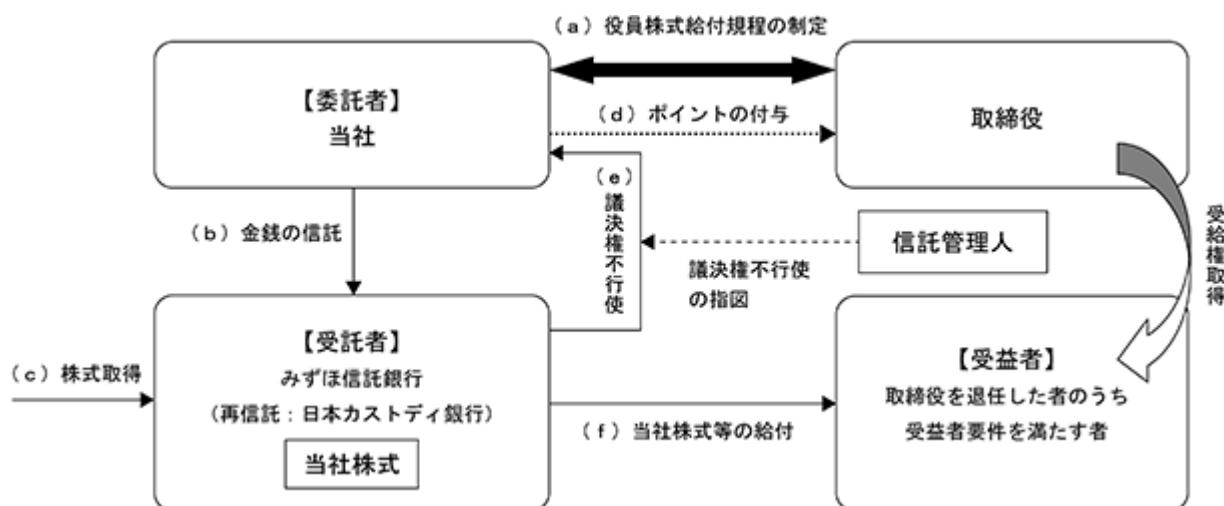 (a)役員株式給付規程の制定
【委託者】
当社
(d)ポイントの付与
取締役
(e)議決権不行使
(b)金銭の信託
信託管理人
議決権不行使
の指図
受給権取得
【受託者】
みずほ信託銀行
(再信託:日本カストディ銀行)
当社株式
(c)株式取得
(f)当社株式等の給付
【受益者】
取締役を退任した者のうち
受益者要件を満たす者